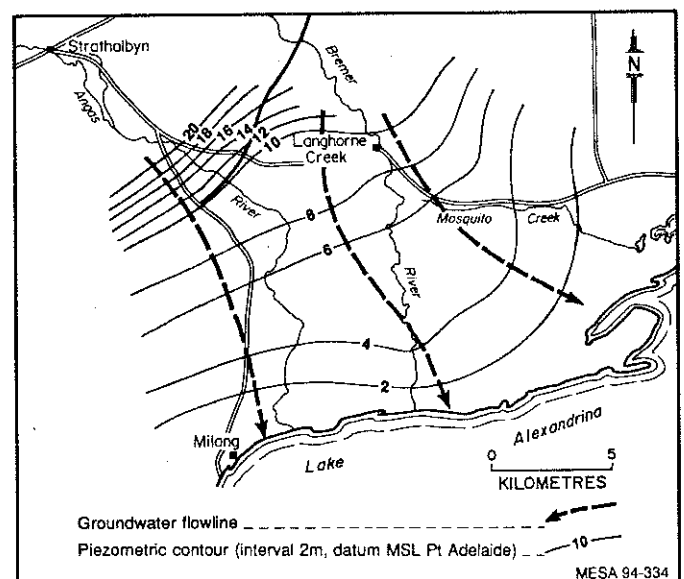 Strathalbyn
Bremer
N
Angas
20
18
16
14
12
10
Langhorne
Creek
River
8
Mosquito Creek
6
River
4
2
Milang
Lake Alexandrina
0 5
KILOMETRES
Groundwater flowline
Piezometric contour (interval 2m, datum MSL Pt Adelaide) 10
MESA 94-334